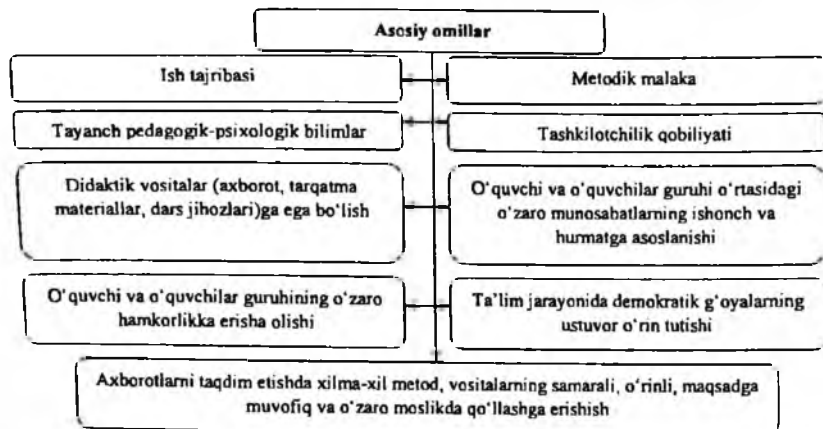 Asosiy omillar
Ish tajribasi
Metodik malaka
Tayanch pedagogik-psixologik bilimlar
Tashkilotchilik qobiliyati
Didaktik vositalar (axborot, tarqatma
materiallar, dars jihozlari)ga ega bo‘lish
O‘quvchi va o‘quvchilar guruhi o‘rtasidagi
o‘zaro munosabatlarning ishonch va
hurmatga asoslanishi
O‘quvchi va o‘quvchilar guruhining o‘zaro
hamkorlikka erisha olishi
Ta’lim jarayonida demokratik g‘oyalarning
ustuvor o‘rin tutishi
Axborotlarni taqdim etishda xilma-xil metod, vositalarning samarali, o‘rinli, maqsadga
muvofiq va o‘zaro moslikda qo‘llashga erishish